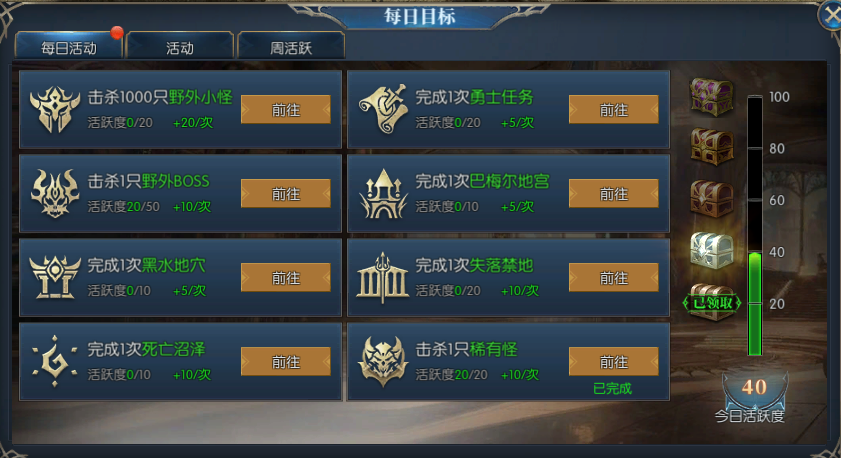 每日目标
每日活动
活动
周活跃
击杀1000只野外小怪
活跃度0/20 +20/次
前往
完成1次勇士任务
活跃度0/20 +5/次
前往
击杀1只野外BOSS
活跃度20/50 +10/次
前往
完成1次巴梅尔地宫
活跃度0/10 +5/次
前往
完成1次黑水地穴
活跃度0/10 +5/次
前往
完成1次失落禁地
活跃度0/20 +10/次
前往
完成1次死亡沼泽
活跃度0/10 +10/次
前往
击杀1只稀有怪
活跃度20/20 +10/次
前往
已完成
100
80
60
40
20
已领取
40
今日活跃度